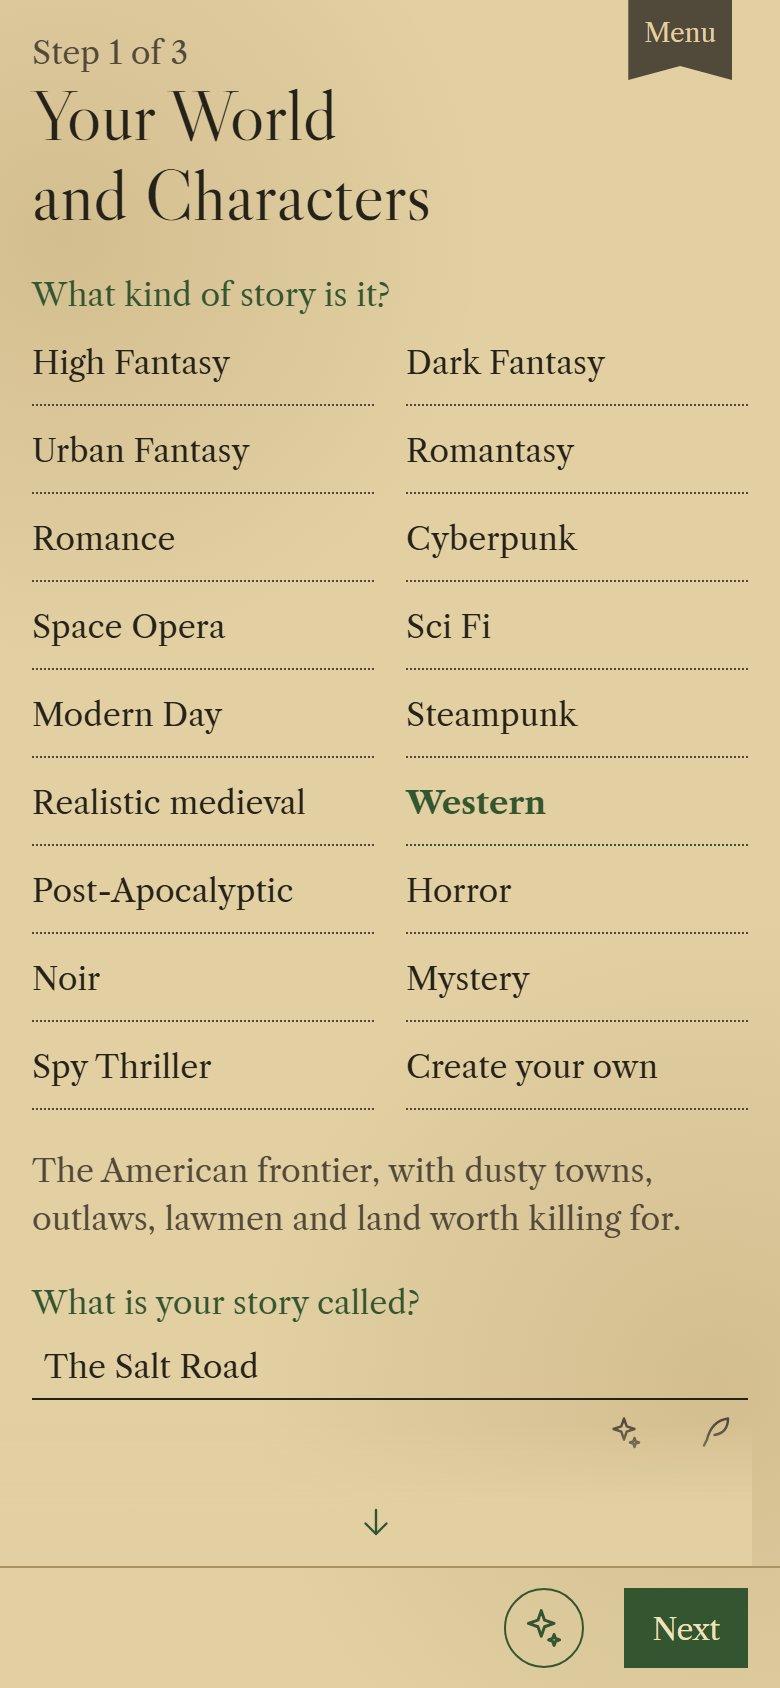 Menu
Step 1 of 3
Your World
and Characters
What kind of story is it?
High Fantasy
Dark Fantasy
Urban Fantasy
Romantasy
Romance
Cyberpunk
Space Opera
Sci Fi
Modern Day
Steampunk
Realistic medieval
Western
Post-Apocalyptic
Horror
Noir
Mystery
Spy Thriller
Create your own
The American frontier, with dusty towns,
outlaws, lawmen and land worth killing for.
What is your story called?
The Salt Road
Next